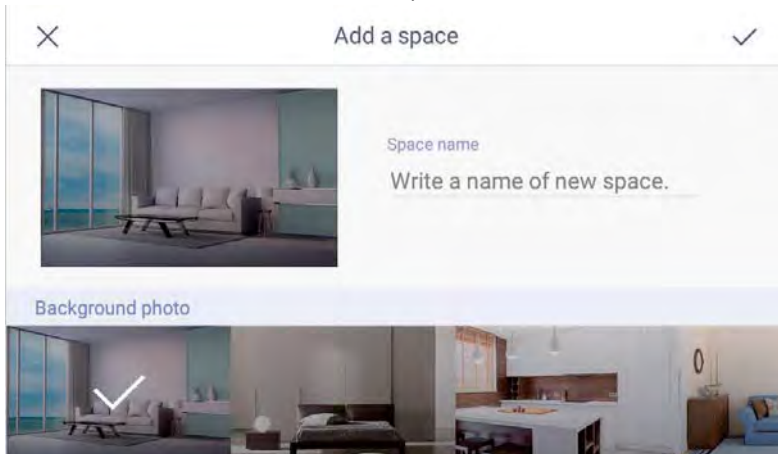 Add a space
Space name
Write a name of new space.
Background photo